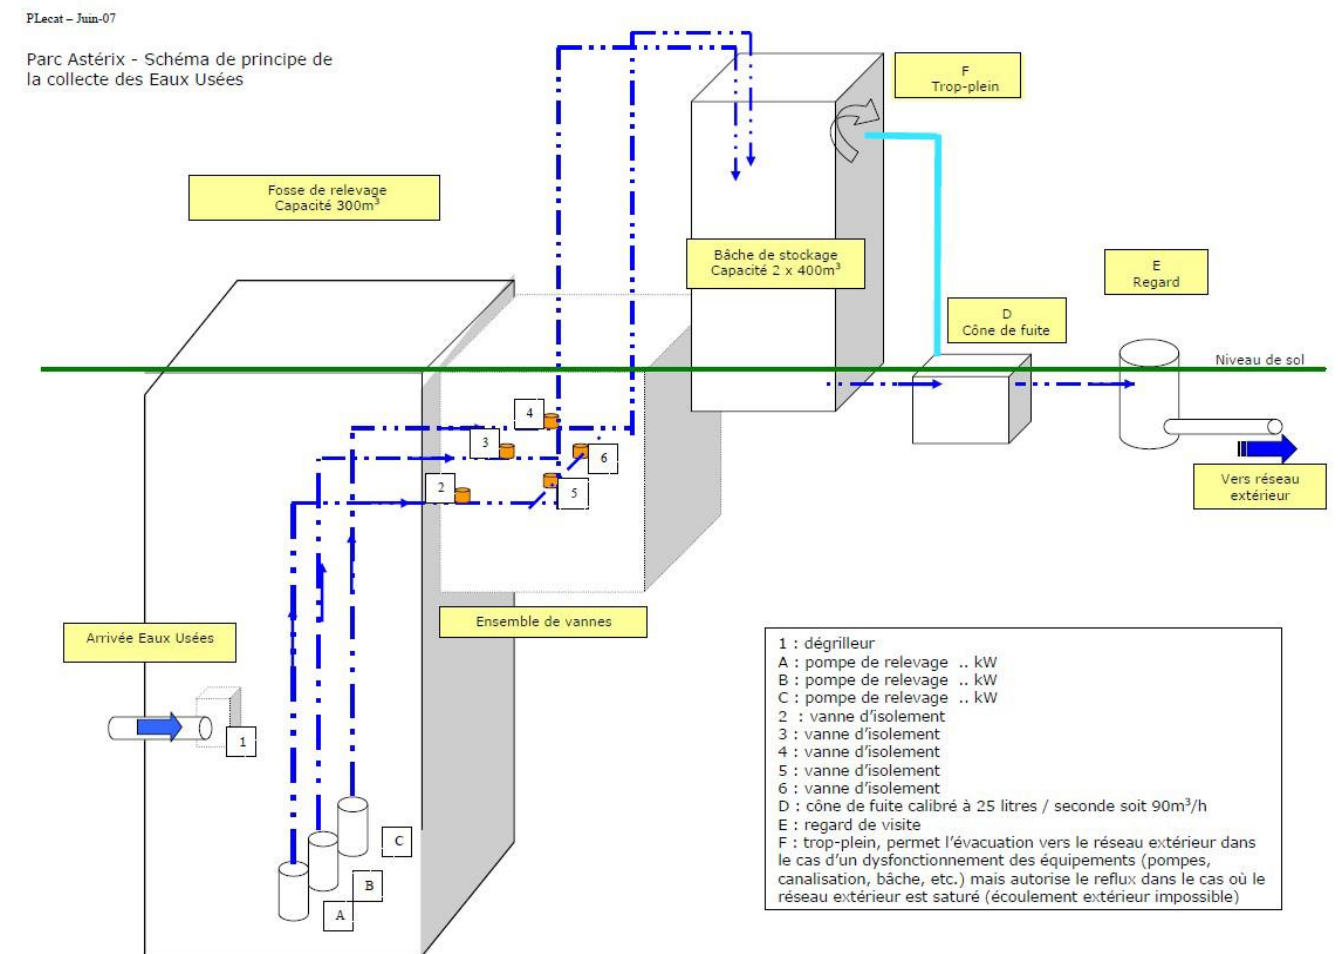 PLecat – Juin-07
Parc Astérix - Schéma de principe de
la collecte des Eaux Usées
F
Trop-plein
Fosse de relevage
Capacité 300m³
Bâche de stockage
Capacité 2 x 400m³
E
Regard
D
Cône de fuite
Niveau de sol
4
3
6
2
5
Vers réseau
extérieur
Ensemble de vannes
Arrivée Eaux Usées
1
C
B
A
1 : dégrilleur
A : pompe de relevage .. kW
B : pompe de relevage .. kW
C : pompe de relevage .. kW
2 : vanne d'isolement
3 : vanne d'isolement
4 : vanne d'isolement
5 : vanne d'isolement
6 : vanne d'isolement
D : cône de fuite calibré à 25 litres / seconde soit 90m³/h
E : regard de visite
F : trop-plein, permet l'évacuation vers le réseau extérieur dans
le cas d'un dysfonctionnement des équipements (pompes,
canalisation, bâche, etc.) mais autorise le reflux dans le cas où le
réseau extérieur est saturé (écoulement extérieur impossible)